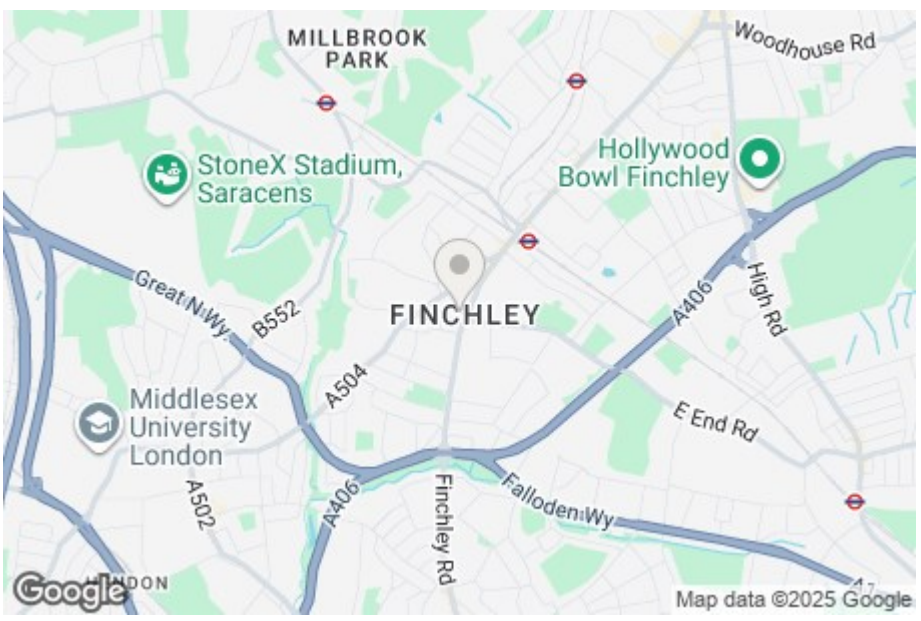 MILLBROOK
PARK
Woodhouse Rd
StoneX Stadium,
Saracens
Hollywood
Bowl Finchley
Great N Wy.
B552
FINCHLEY
A406
High Rd
A504
Middlesex
University
London
E End Rd
A502
A406
Finchley Rd
Falloden Wy
Google
Map data ©2025 Google